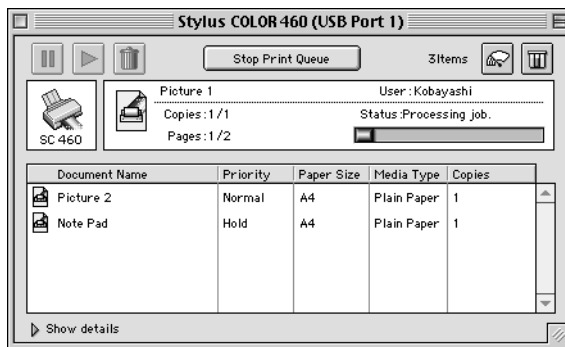 Stylus COLOR 460 (USB Port 1)
Stop Print Queue
3Items
SC 460
Picture 1
User :Kobayashi
Copies :1 /1
Status :Processing job.
Pages :1 /2
Document Name Priority Paper Size Media Type Copies
Picture 2 Normal A4 Plain Paper 1
Note Pad Hold A4 Plain Paper 1
Show details